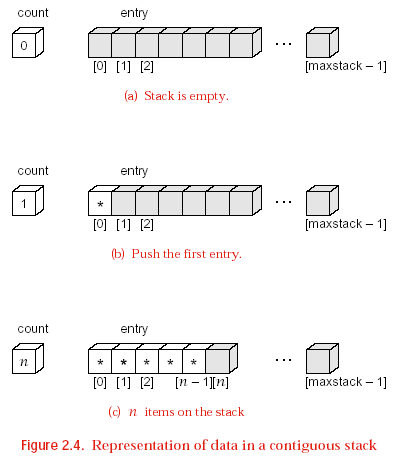 count entry
0 ...
[0] [1] [2] [maxstack – 1]
(a) Stack is empty.
count entry
1 * ...
[0] [1] [2] [maxstack – 1]
(b) Push the first entry.
count entry
n * * * * * ...
[0] [1] [2] [n – 1][n] [maxstack – 1]
(c) n items on the stack
Figure 2.4. Representation of data in a contiguous stack